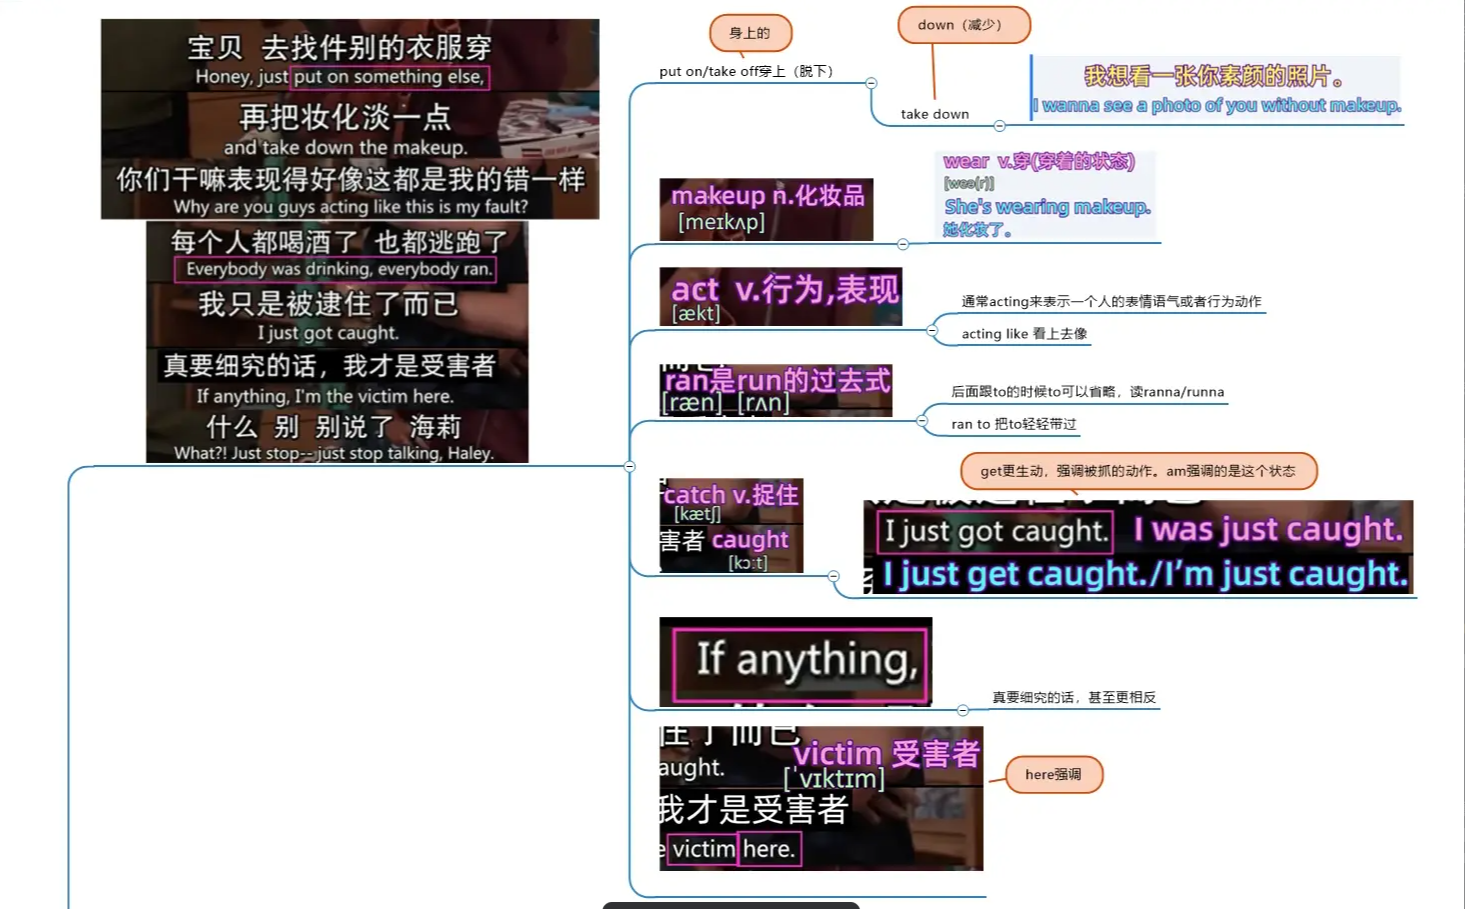 宝贝 去找件别的衣服穿
Honey, just put on something else,
再把妆化淡一点
and take down the makeup.
你们干嘛表现得好像这都是我的错一样
Why are you guys acting like this is my fault?
每个人都喝酒了 也都逃跑了
Everybody was drinking, everybody ran.
我只是被逮住了而已
I just got caught.
真要细究的话，我才是受害者
If anything, I'm the victim here.
什么 别 别说了 海莉
What?! Just stop-- just stop talking, Haley.
身上的
put on/take off穿上（脱下）
down（减少）
take down
我想看一张你素颜的照片。
I wanna see a photo of you without makeup.
makeup n.化妆品
[meɪkʌp]
wear v.穿(穿着的状态)
[weə(r)]
She's wearing makeup.
她化妆了。
act v.行为,表现
[ækt]
通常acting来表示一个人的表情语气或者行为动作
acting like 看上去像
ran是run的过去式
[ræn] [rʌn]
后面跟to的时候to可以省略，读ranna/runna
ran to 把to轻轻带过
catch v.捉住
[kætʃ]
害者 caught
[kɔːt]
get更生动，强调被抓的动作。am强调的是这个状态
I just got caught. I was just caught.
I just get caught./I’m just caught.
If anything,
真要细究的话，甚至更相反
住了而已
victim 受害者
aught.
[ˈvɪktɪm]
我才是受害者
e victim here.
here强调